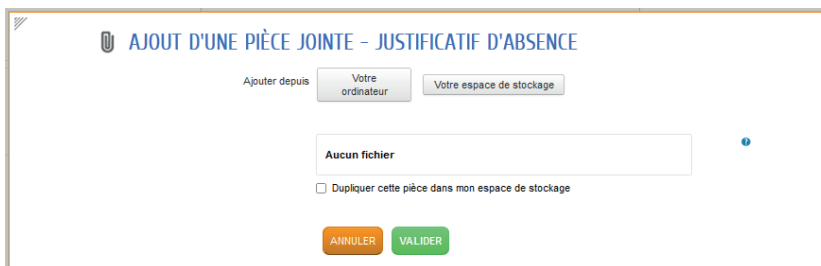 AJOUT D'UNE PIÈCE JOINTE - JUSTIFICATIF D'ABSENCE
Ajouter depuis
Votre
ordinateur
Votre espace de stockage
Aucun fichier
?
Dupliquer cette pièce dans mon espace de stockage
ANNULER
VALIDER